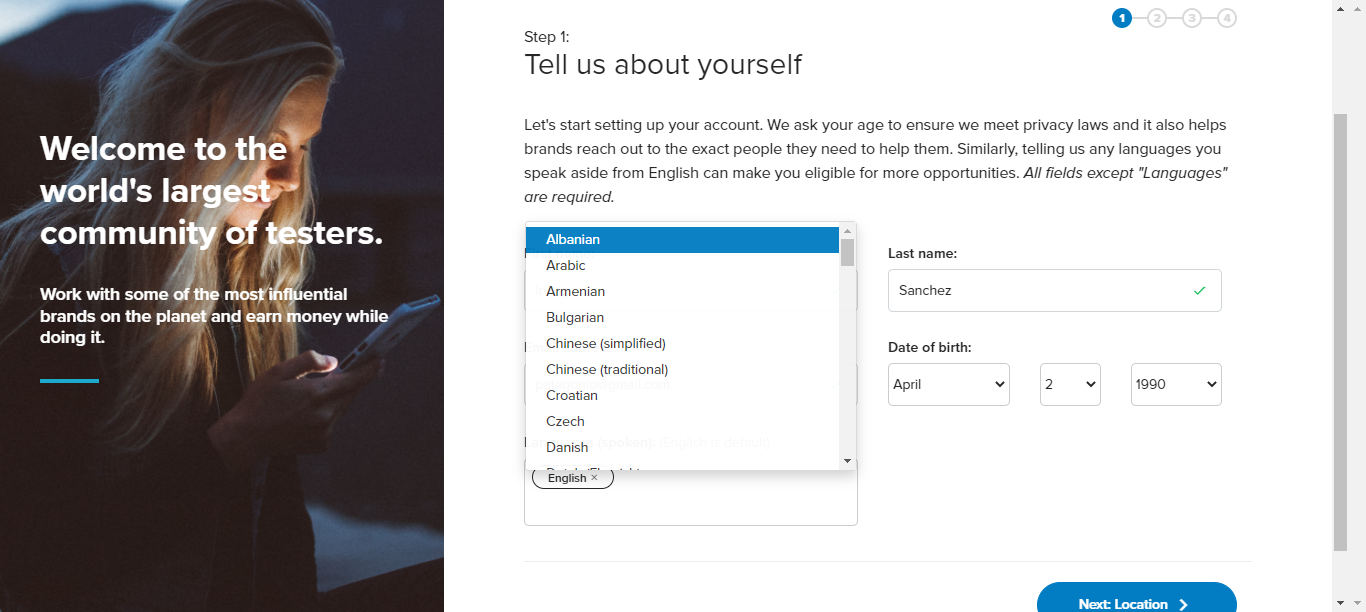 Welcome to the
world's largest
community of testers.
Work with some of the most influential
brands on the planet and earn money while
doing it.
1 2 3 4
Step 1:
Tell us about yourself
Let's start setting up your account. We ask your age to ensure we meet privacy laws and it also helps
brands reach out to the exact people they need to help them. Similarly, telling us any languages you
speak aside from English can make you eligible for more opportunities. All fields except "Languages"
are required.
Albanian
Arabic
Armenian
Bulgarian
Chinese (simplified)
Chinese (traditional)
Croatian
Czech
Danish
English ×
Last name:
Sanchez
Date of birth:
April 2 1990
Next: Location